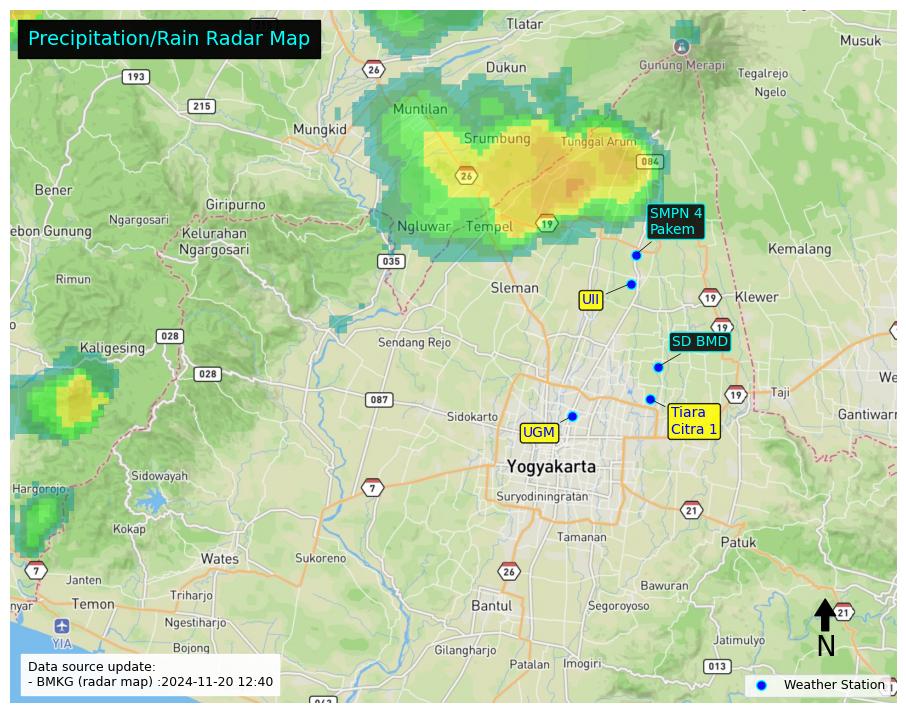 Precipitation/Rain Radar Map
Tlatar
Musuk
26
Dukun
Gunung Merapi
Tegalrejo
193
Ngelo
215
Muntilan
Mungkid
Srumbung
Tunggal Arum
084
26
Bener
Giripurno
SMPN 4
Pakem
Ngargosari
ebon Gunung
Kelurahan
Ngargosari
Ngluwar
Tempel
19
Kemalang
035
Rimun
Sleman
UII
19
Klewer
19
028
Sendang Rejo
SD BMD
Kaligesing
028
We
087
19
Taji
Sidokarto
Tiara
Citra 1
Gantiwarn
UGM
Yogyakarta
Sidowayah
Hargorojo
7
Suryodiningratan
21
Kokap
Tamanan
Patuk
Wates
Sukoreno
7
26
Janten
Bawuran
Triharjo
nyar
Temon
Bantul
Segoroyoso
21
Ngestiharjo
YIA
N
Jatimulyo
Bojong
Gilangharjo
Patalan
Imogiri
013
Data source update:
- BMKG (radar map) :2024-11-20 12:40
Weather Station